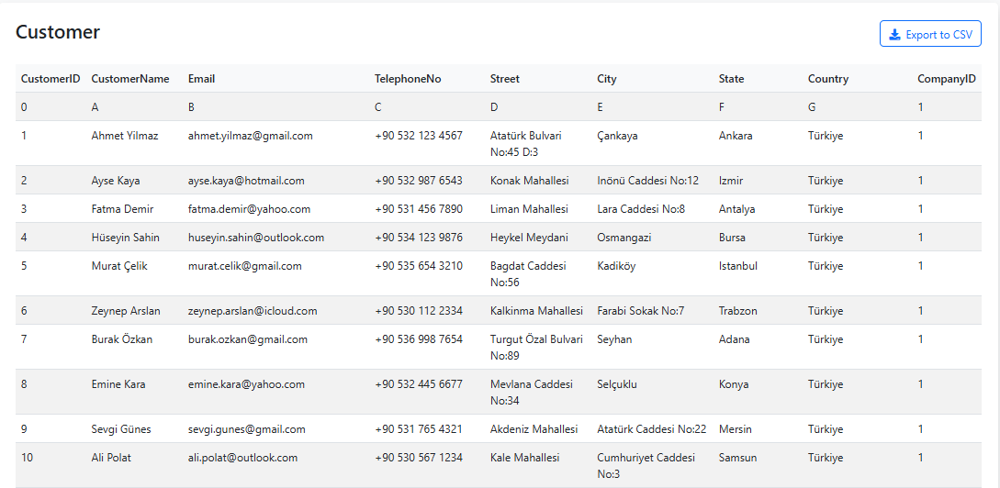 Customer
Export to CSV
CustomerID CustomerName Email TelephoneNo Street City State Country CompanyID
0 A B C D E F G 1
1 Ahmet Yilmaz ahmet.yilmaz@gmail.com +90 532 123 4567 Atatürk Bulvari Çankaya Ankara Türkiye 1
No:45 D:3
2 Ayse Kaya ayse.kaya@hotmail.com +90 532 987 6543 Konak Mahallesi Inönü Caddesi No:12 Izmir Türkiye 1
3 Fatma Demir fatma.demir@yahoo.com +90 531 456 7890 Liman Mahallesi Lara Caddesi No:8 Antalya Türkiye 1
4 Hüseyin Sahin huseyin.sahin@outlook.com +90 534 123 9876 Heykel Meydani Osmangazi Bursa Türkiye 1
5 Murat Çelik murat.celik@gmail.com +90 535 654 3210 Bagdat Caddesi Kadiköy Istanbul Türkiye 1
No:56
6 Zeynep Arslan zeynep.arslan@icloud.com +90 530 112 2334 Kalkinma Mahallesi Farabi Sokak No:7 Trabzon Türkiye 1
7 Burak Özkan burak.ozkan@gmail.com +90 536 998 7654 Turgut Özal Bulvari Seyhan Adana Türkiye 1
No:89
8 Emine Kara emine.kara@yahoo.com +90 532 445 6677 Mevlana Caddesi Selçuklu Konya Türkiye 1
No:34
9 Sevgi Günes sevgi.gunes@gmail.com +90 531 765 4321 Akdeniz Mahallesi Atatürk Caddesi No:22 Mersin Türkiye 1
10 Ali Polat ali.polat@outlook.com +90 530 567 1234 Kale Mahallesi Cumhuriyet Caddesi Samsun Türkiye 1
No:3